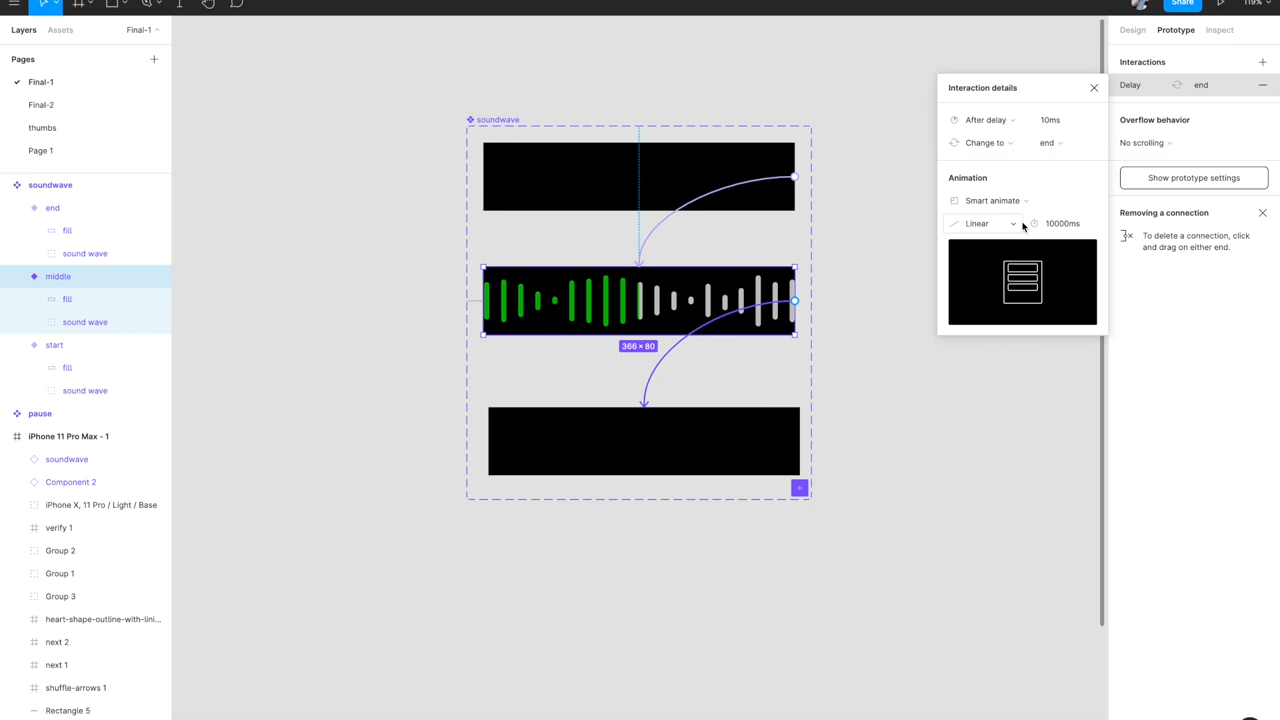 Share
119%
Layers
Assets
Final-1
Design
Prototype
Inspect
Pages
Interactions
Final-1
Delay
end
Final-2
thumbs
Page 1
Interaction details
After delay
10ms
Change to
end
Animation
Smart animate
Linear
10000ms
Overflow behavior
No scrolling
Show prototype settings
Removing a connection
To delete a connection, click
and drag on either end.
soundwave
366 × 80
soundwave
end
fill
sound wave
middle
fill
sound wave
start
fill
sound wave
pause
iPhone 11 Pro Max - 1
soundwave
Component 2
iPhone X, 11 Pro / Light / Base
verify 1
Group 2
Group 1
Group 3
heart-shape-outline-with-lini...
next 2
next 1
shuffle-arrows 1
Rectangle 5